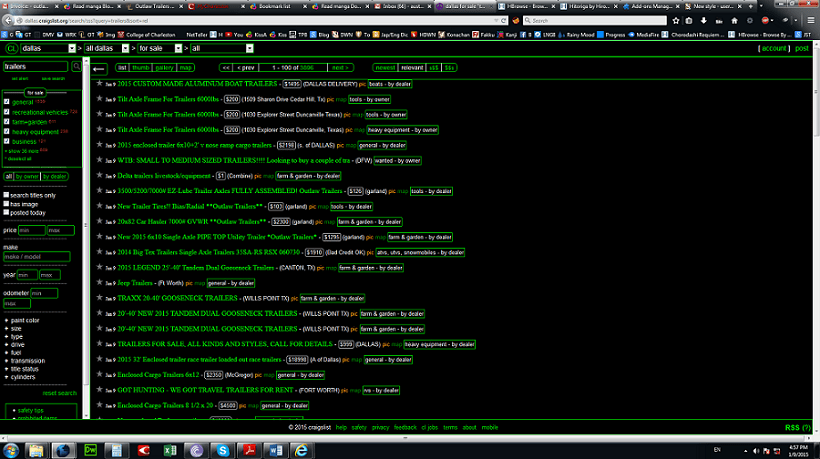 dallas.craigslist.org/search/sss?query=trailers&sort=rel
CL dallas > all dallas > for sale > all
[ account ] post
trailers
list thumb gallery map << < prev 1 - 100 of next > newest relevant
for sale
general
recreational vehicles
farm+garden
heavy equipment
business
all by owner by dealer
search titles only
has image
posted today
price min max
make
make / model
year min max
odometer min
max
+ paint color
+ size
+ type
+ drive
+ fuel
+ transmission
+ title status
+ cylinders
reset search
safety tips
Jan 9 2015 CUSTOM MADE ALUMINUM BOAT TRAILERS - $1495 (DALLAS DELIVERY) pic boats - by dealer
Jan 9 Tilt Axle Frame For Trailers 6000lbs - $200 (1509 Sharon Drive Cedar Hill, Tx) pic map tools - by owner
Jan 9 Tilt Axle Frame For Trailers 6000lbs - $200 (1030 Explorer Street Duncanville Texas) pic map tools - by owner
Jan 9 Tilt Axle Frame For Trailers 6000lbs - $200 (1030 Explorer Street Duncanville, Texas) pic map heavy equipment - by owner
Jan 9 2015 enclosed trailer 6x10+2' v nose ramp cargo trailers - $2198 (s. of DALLAS) pic map general - by dealer
Jan 9 WTB. SMALL TO MEDIUM SIZED TRAILERS!!!! Looking to buy a couple of tra - (DFW) wanted - by owner
Jan 9 Delta trailers livestock/equipment - $1 (Combine) pic map farm & garden - by dealer
Jan 9 3500/5200/7000# EZ-Lube Trailer Axles FULLY ASSEMBLED! Outlaw Trailers - $126 (garland) pic map tools - by dealer
Jan 9 New Trailer Tires!! Bias/Radial **Outlaw Trailers** - $103 (garland) pic map tools - by dealer
Jan 9 20x82 Car Hauler 7000# GVWR **Outlaw Trailers** - $2300 (garland) pic map farm & garden - by dealer
Jan 9 New 2015 6x10 Single Axle PIPE TOP Utility Trailer *Outlaw Trailers* - $1295 (garland) pic map farm & garden - by dealer
Jan 9 2014 Big Tex Trailers Single Axle Trailers 35SA RS RSX - $1910 (Bad Credit OK) pic map atvs, utvs, snowmobiles - by dealer
Jan 9 2015 LEGEND 25'-40' Tandem Dual Gooseneck Trailers - (CANTON, TX) pic map farm & garden - by dealer
Jan 9 Jeep Trailers - (Ft Worth) pic map general - by dealer
Jan 9 TRAXX 20-40' GOOSENECK TRAILERS - (WILLS POINT TX) pic map farm & garden - by dealer
Jan 9 20'-40' NEW 2015 TANDEM DUAL GOOSENECK TRAILERS - (WILLS POINT TX) pic map farm & garden - by dealer
Jan 9 20'-40' NEW 2015 TANDEM DUAL GOOSENECK TRAILERS - (WILLS POINT TX) pic map farm & garden - by dealer
Jan 9 TRAILERS FOR SALE, ALL KINDS AND STYLES, CALL FOR DETAILS - $999 (DALLAS) pic map heavy equipment - by dealer
Jan 9 2015 32' Enclosed trailer race trailer loaded out race trailers - $18998 (A of Dallas) pic map general - by dealer
Jan 9 Enclosed Cargo Trailers 6x12 - $2350 (McGregor) pic map general - by dealer
Jan 9 GOT HUNTING - WE GOT TRAVEL TRAILERS FOR RENT - (FORT WORTH) pic map rvs - by dealer
Jan 9 Enclosed Cargo Trailers 8 1/2 x 20 - $4500 pic map general - by dealer
© 2015 craigslist help safety privacy feedback cl jobs terms about mobile
RSS (?)
EN
4:57 PM
1/9/2015